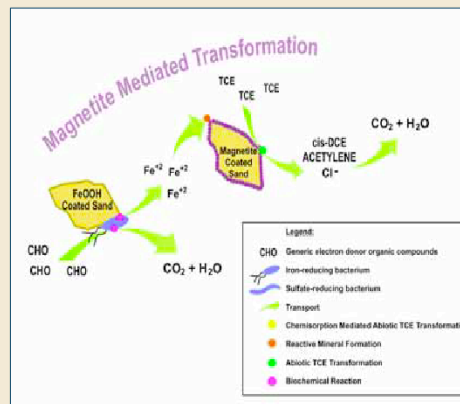 Magnetite Mediated Transformation
TCE
TCE
TCE
Magnetite
Coated
Sand
CO₂ + H₂O
cis-DCE
ACETYLENE
Cl⁻
Fe⁺²
Fe⁺²
Fe⁺²
FeOOH
Coated Sand
CHO
CHO
CHO
CO₂ + H₂O
Legend:
CHO Generic electron donor organic compounds
Iron-reducing bacterium
Sulfate-reducing bacterium
Transport
Chemisorption Mediated Abiotic TCE Transformati
Reactive Mineral Formation
Abiotic TCE Transformation
Biochemical Reaction